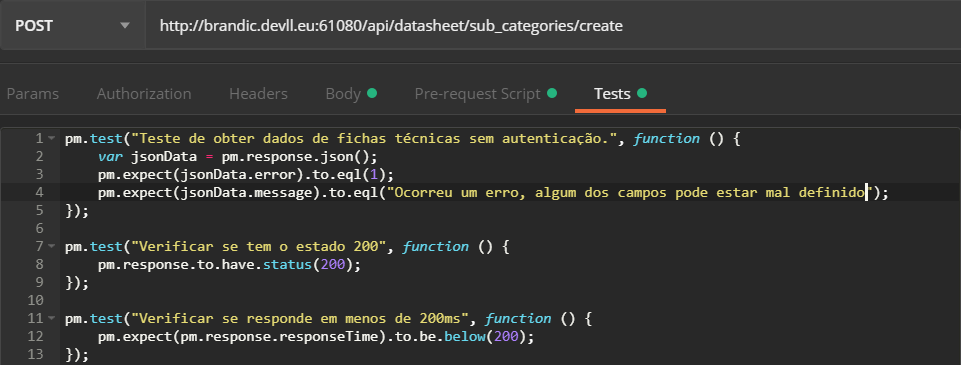 POST http://brandic.devll.eu:61080/api/datasheet/sub_categories/create
Params Authorization Headers Body Pre-request Script Tests
1 pm.test("Teste de obter dados de fichas técnicas sem autenticação.", function () {
2 var jsonData = pm.response.json();
3 pm.expect(jsonData.error).to.eql(1);
4 pm.expect(jsonData.message).to.eql("Ocorreu um erro, algum dos campos pode estar mal definido");
5 });
6
7 pm.test("Verificar se tem o estado 200", function () {
8 pm.response.to.have.status(200);
9 });
10
11 pm.test("Verificar se responde em menos de 200ms", function () {
12 pm.expect(pm.response.responseTime).to.be.below(200);
13 });